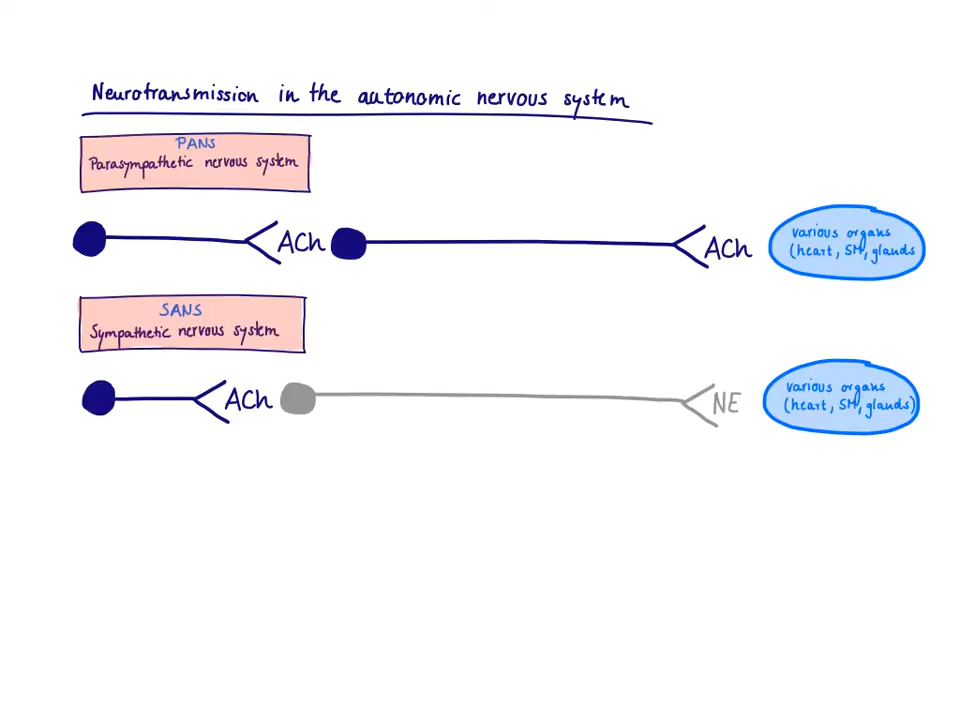 Neurotransmission in the autonomic nervous system
PANS
Parasympathetic nervous system
ACh
ACh
various organs
(heart, SM, glands
SANS
Sympathetic nervous system
ACh
NE
various organs
(heart, SM, glands)